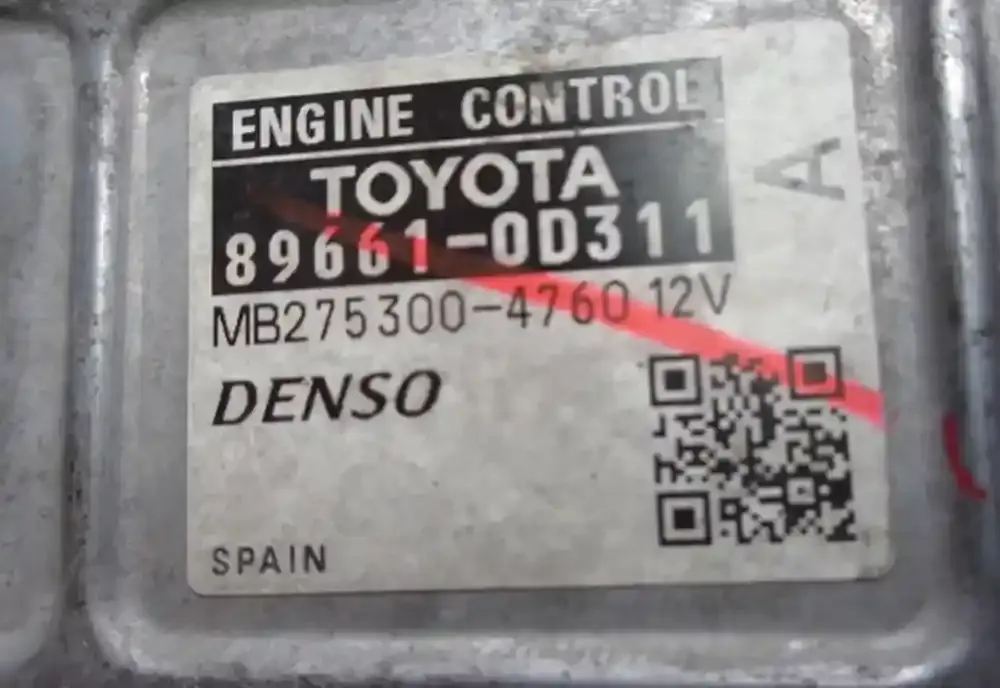 ENGINE CONTROL
TOYOTA
89661-0D311
A
MB275300-4760 12V
DENSO
SPAIN